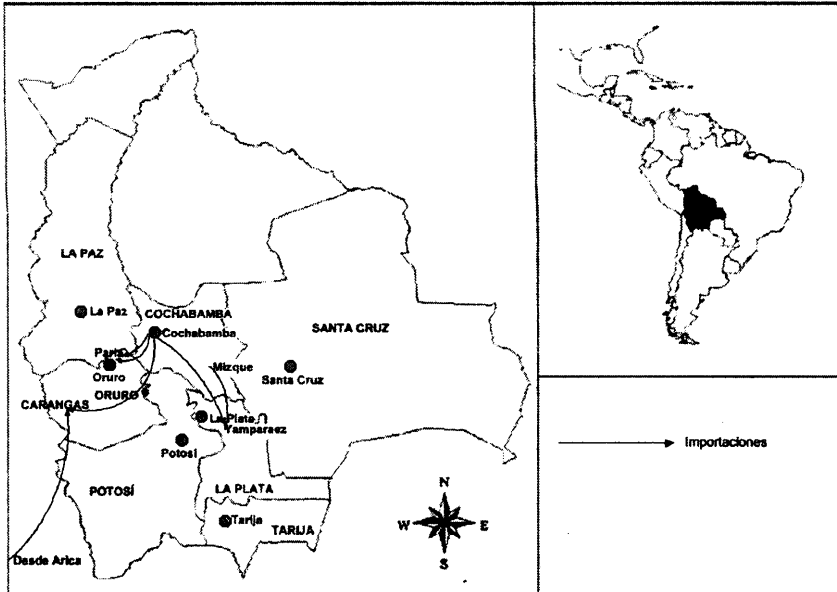 LA PAZ
La Paz
COCHABAMBA
Cochabamba
SANTA CRUZ
Paria
Oruro
Mizque
Santa Cruz
CARANGAS
ORURO
La Plata
Yamparaez
Potosí
POTOSÍ
LA PLATA
Tarija
TARIJA
Desde Arica
N
W
E
S
Importaciones